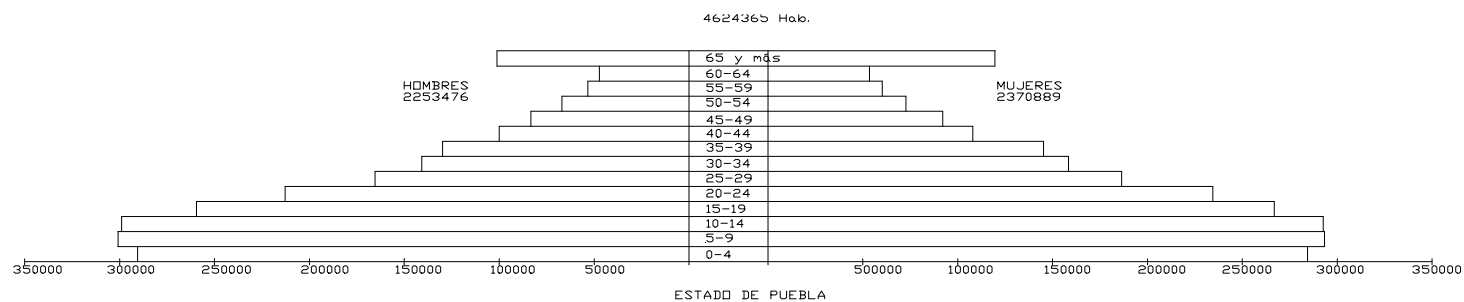 4624365 Hab.
65 y más
60-64
HOMBRES
2253476
55-59
MUJERES
2370889
50-54
45-49
40-44
35-39
30-34
25-29
20-24
15-19
10-14
5-9
0-4
350000 300000 250000 200000 150000 100000 50000 500000 100000 150000 200000 250000 300000 350000
ESTADO DE PUEBLA